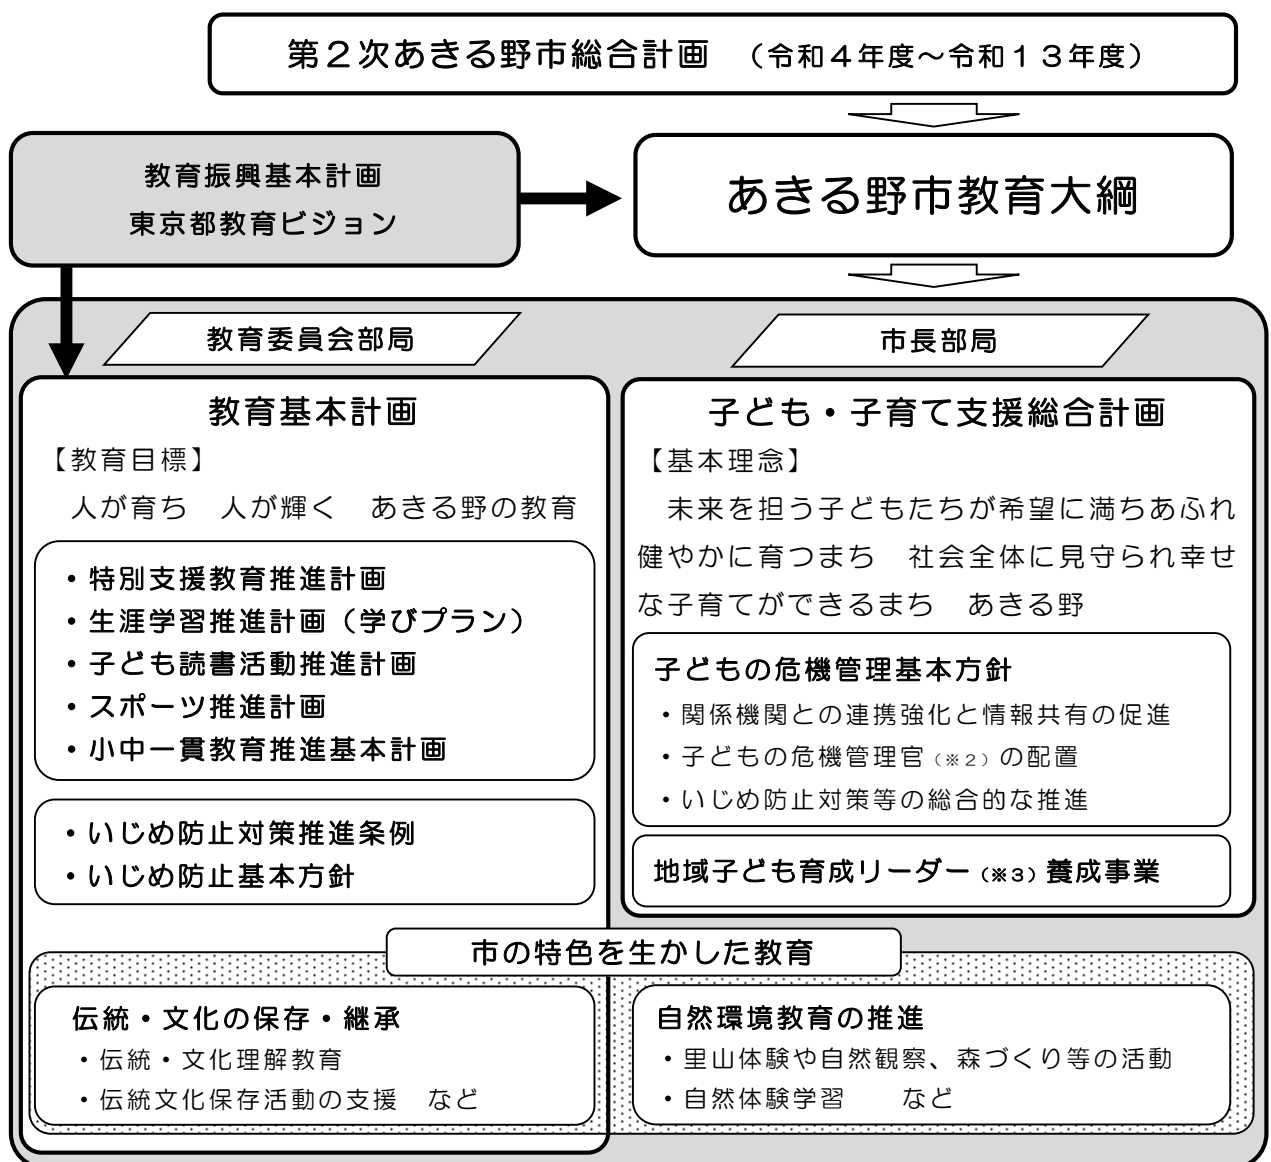 第２次あきる野市総合計画　（令和４年度～令和１３年度）
教育振興基本計画
東京都教育ビジョン
あきる野市教育大綱
教育委員会部局
教育基本計画
【教育目標】
人が育ち　人が輝く　あきる野の教育
・特別支援教育推進計画
・生涯学習推進計画（学びプラン）
・子ども読書活動推進計画
・スポーツ推進計画
・小中一貫教育推進基本計画
・いじめ防止対策推進条例
・いじめ防止基本方針
市長部局
子ども・子育て支援総合計画
【基本理念】
未来を担う子どもたちが希望に満ちあふれ
健やかに育つまち　社会全体に見守られ幸せ
な子育てができるまち　あきる野
子どもの危機管理基本方針
・関係機関との連携強化と情報共有の促進
・子どもの危機管理官（※２）の配置
・いじめ防止対策等の総合的な推進
地域子ども育成リーダー（※３）養成事業
市の特色を生かした教育
伝統・文化の保存・継承
・伝統・文化理解教育
・伝統文化保存活動の支援　など
自然環境教育の推進
・里山体験や自然観察、森づくり等の活動
・自然体験学習　　など